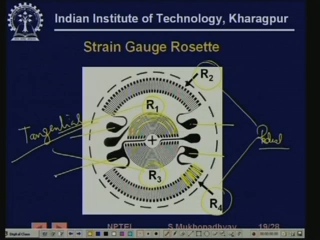 Indian Institute of Technology, Kharagpur
Strain Gauge Rosette
R2
R1
Tangential
Radial
R3
R4
NPTEL
S.Mukhopadhyay
19/28